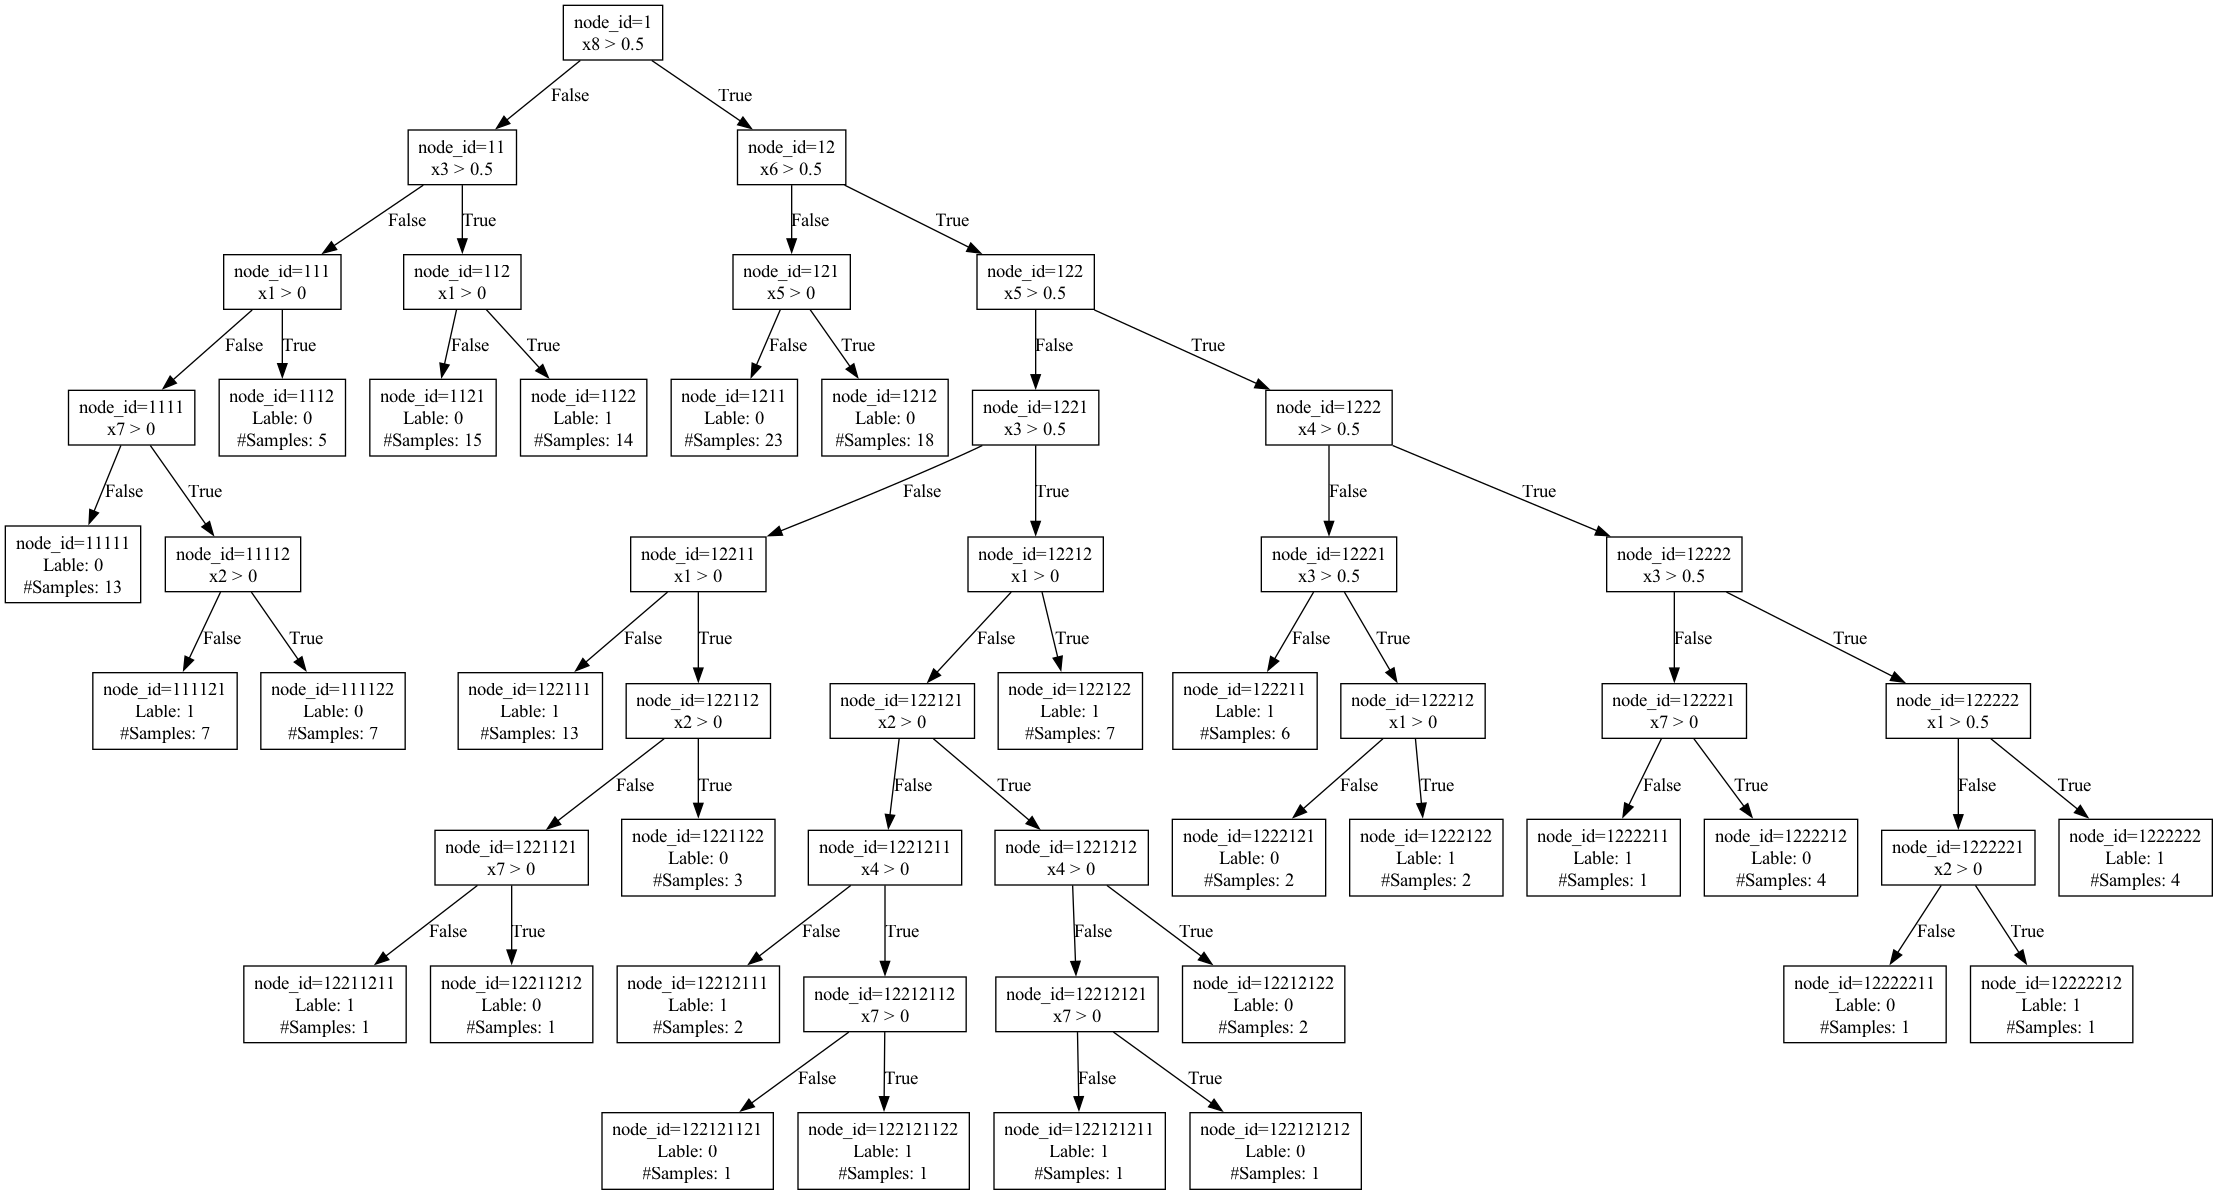 node_id=1
x8 > 0.5
False
True
node_id=11
x3 > 0.5
node_id=12
x6 > 0.5
False
True
False
True
node_id=111
x1 > 0
node_id=112
x1 > 0
node_id=121
x5 > 0
node_id=122
x5 > 0.5
False
True
False
True
False
True
False
True
node_id=1111
x7 > 0
node_id=1112
Lable: 0
#Samples: 5
node_id=1121
Lable: 0
#Samples: 15
node_id=1122
Lable: 1
#Samples: 14
node_id=1211
Lable: 0
#Samples: 23
node_id=1212
Lable: 0
#Samples: 18
node_id=1221
x3 > 0.5
node_id=1222
x4 > 0.5
False
True
False
True
False
True
node_id=11111
Lable: 0
#Samples: 13
node_id=11112
x2 > 0
node_id=12211
x1 > 0
node_id=12212
x1 > 0
node_id=12221
x3 > 0.5
node_id=12222
x3 > 0.5
False
True
False
True
False
True
False
True
False
True
node_id=111121
Lable: 1
#Samples: 7
node_id=111122
Lable: 0
#Samples: 7
node_id=122111
Lable: 1
#Samples: 13
node_id=122112
x2 > 0
node_id=122121
x2 > 0
node_id=122122
Lable: 1
#Samples: 7
node_id=122211
Lable: 1
#Samples: 6
node_id=122212
x1 > 0
node_id=122221
x7 > 0
node_id=122222
x1 > 0.5
False
True
False
True
False
True
False
True
False
True
node_id=1221121
x7 > 0
node_id=1221122
Lable: 0
#Samples: 3
node_id=1221211
x4 > 0
node_id=1221212
x4 > 0
node_id=1222121
Lable: 0
#Samples: 2
node_id=1222122
Lable: 1
#Samples: 2
node_id=1222211
Lable: 1
#Samples: 1
node_id=1222212
Lable: 0
#Samples: 4
node_id=1222221
x2 > 0
node_id=1222222
Lable: 1
#Samples: 4
False
True
False
True
False
True
False
True
node_id=12211211
Lable: 1
#Samples: 1
node_id=12211212
Lable: 0
#Samples: 1
node_id=12212111
Lable: 1
#Samples: 2
node_id=12212112
x7 > 0
node_id=12212121
x7 > 0
node_id=12212122
Lable: 0
#Samples: 2
node_id=12222211
Lable: 0
#Samples: 1
node_id=12222212
Lable: 1
#Samples: 1
False
True
False
True
node_id=122121121
Lable: 0
#Samples: 1
node_id=122121122
Lable: 1
#Samples: 1
node_id=122121211
Lable: 1
#Samples: 1
node_id=122121212
Lable: 0
#Samples: 1